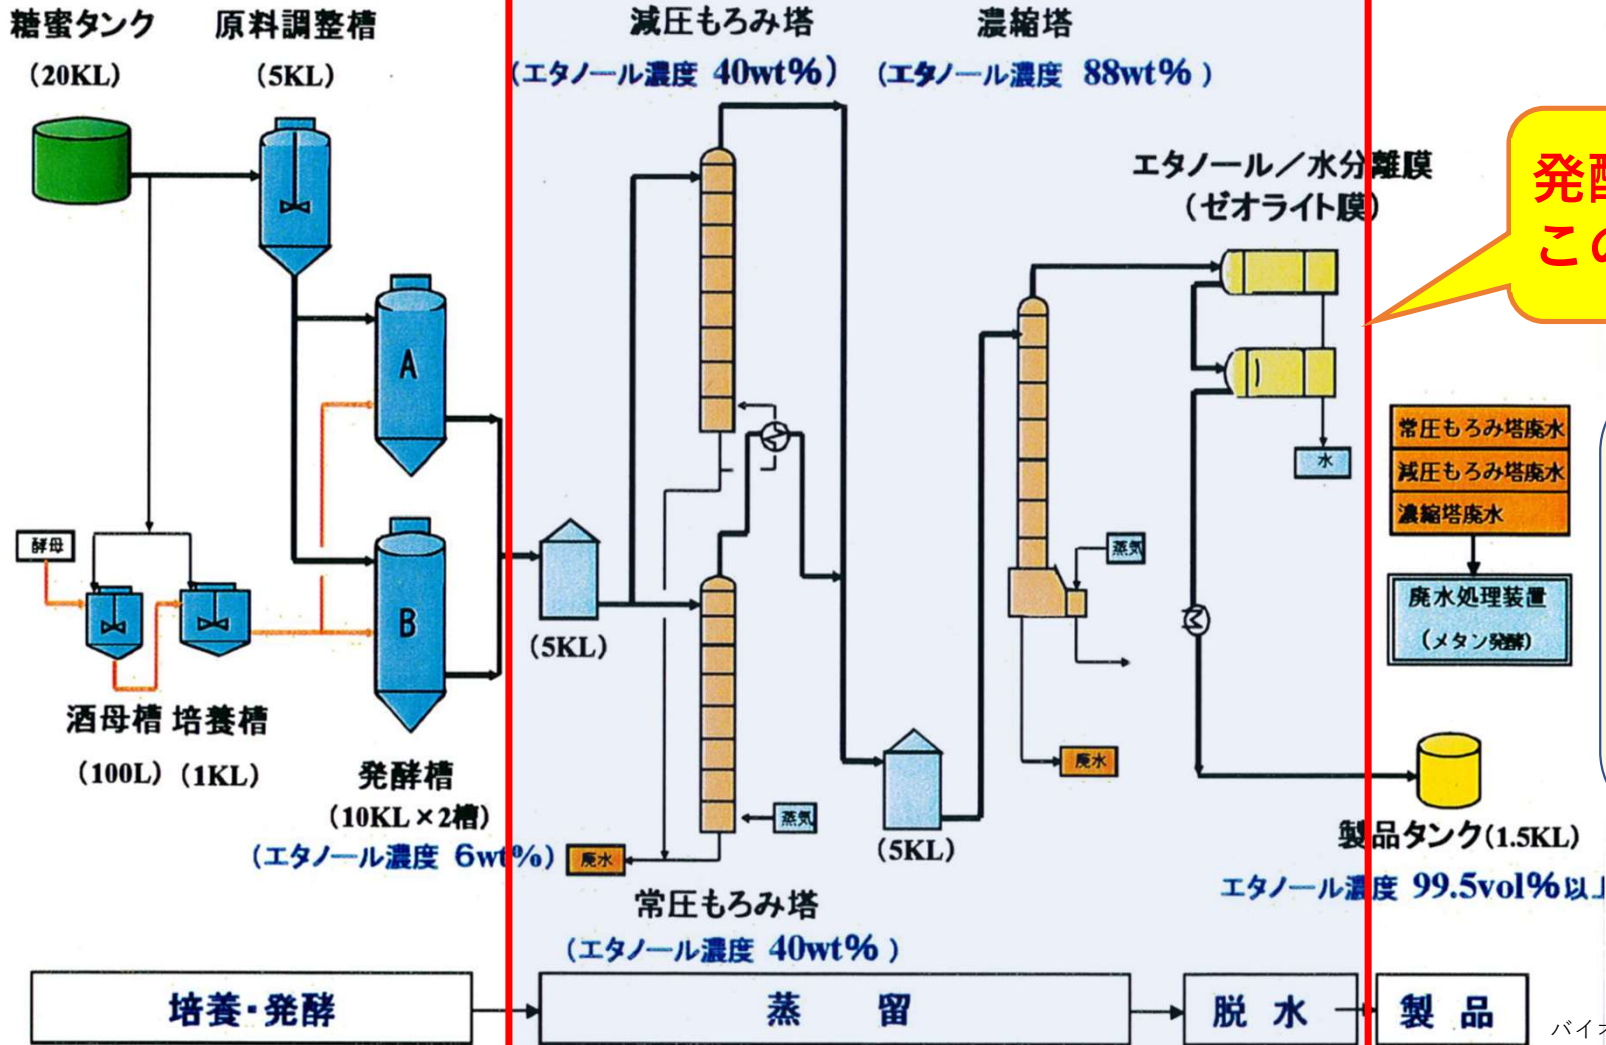 糖蜜タンク
(20KL)
原料調整槽
(5KL)
減圧もろみ塔
(エタノール濃度 40wt%)
濃縮塔
(エタノール濃度 88wt%)
エタノール/水分離膜
(ゼオライト膜)
発酵
この
A
B
酵母
酒母槽
(100L)
培養槽
(1KL)
発酵槽
(10KL×2槽)
(エタノール濃度 6wt%)
(5KL)
蒸気
廃水
常圧もろみ塔
(エタノール濃度 40wt%)
(5KL)
蒸気
廃水
水
常圧もろみ塔廃水
減圧もろみ塔廃水
濃縮塔廃水
廃水処理装置
(メタン発酵)
製品タンク(1.5KL)
エタノール濃度 99.5vol%以上
培養・発酵
蒸 留
脱 水
製 品
バイオ